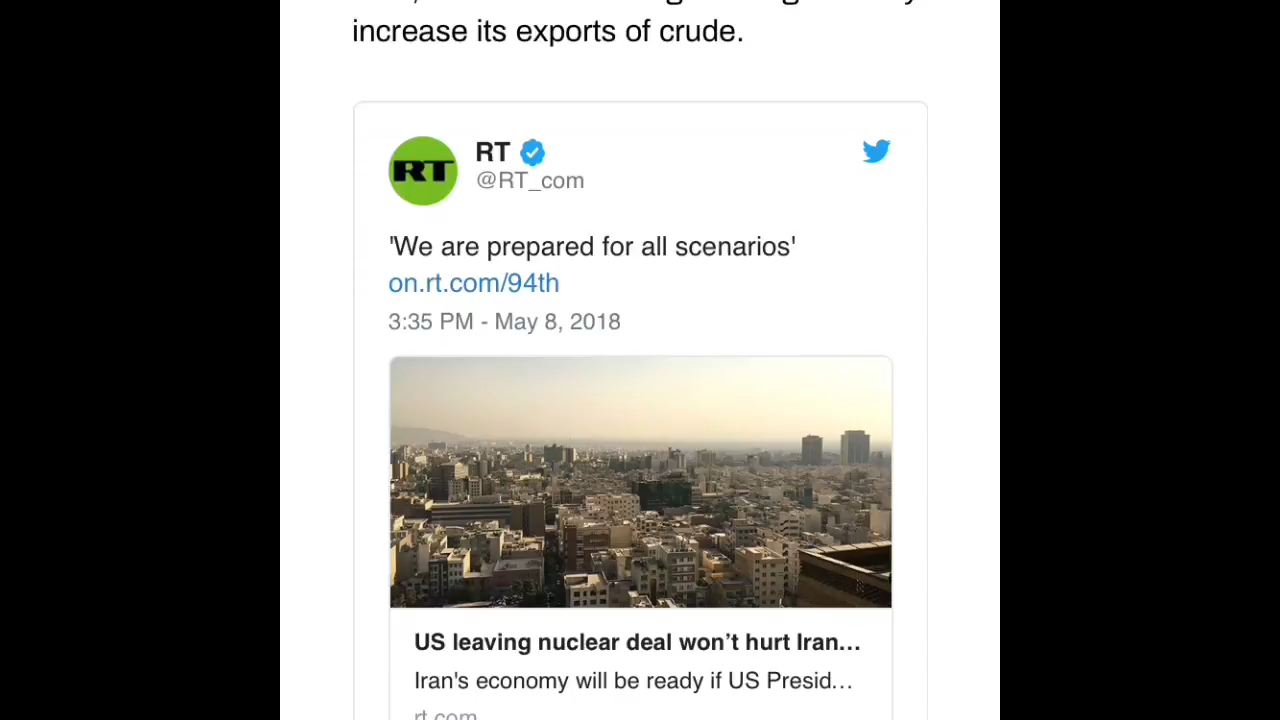 increase its exports of crude.
RT
RT
@RT_com
'We are prepared for all scenarios'
on.rt.com/94th
3:35 PM - May 8, 2018
US leaving nuclear deal won’t hurt Iran...
Iran's economy will be ready if US Presid...
rt.com